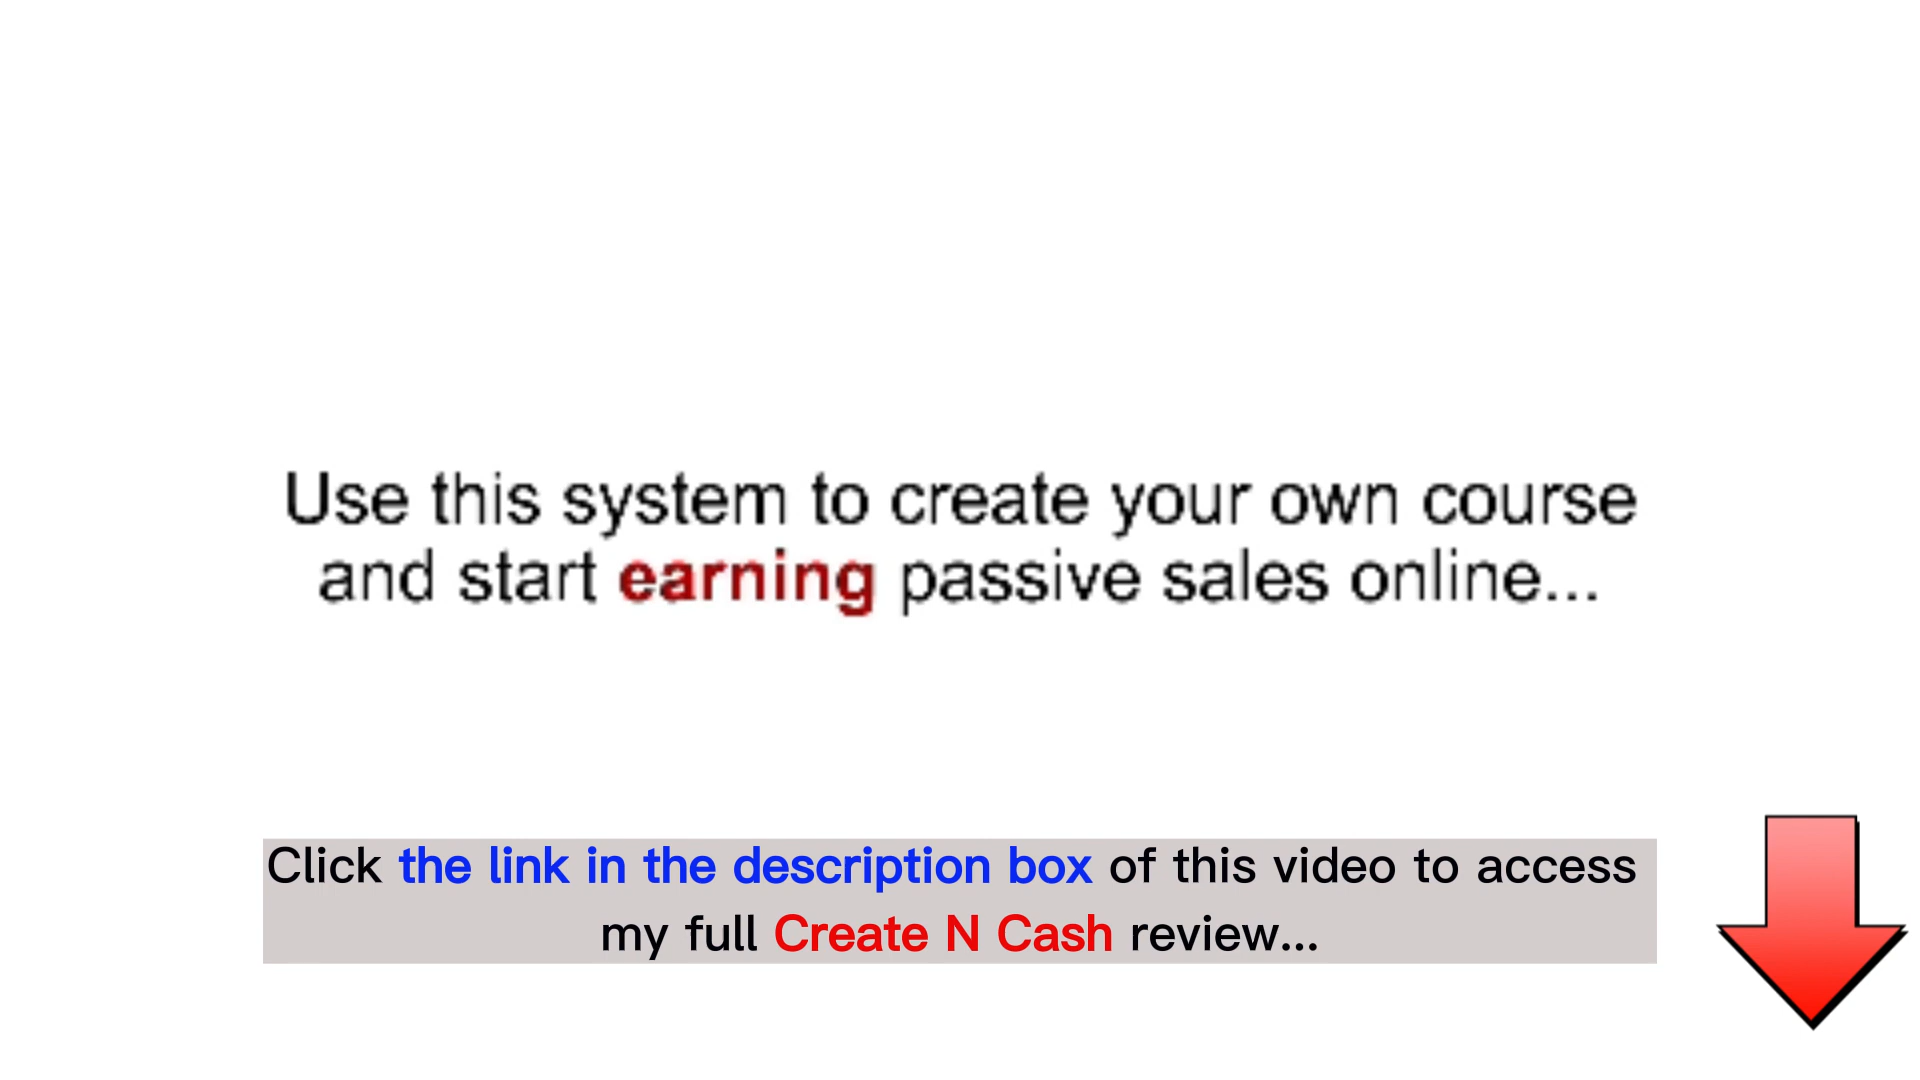 Use this system to create your own course
and start earning passive sales online...
Click the link in the description box of this video to access
my full Create N Cash review...